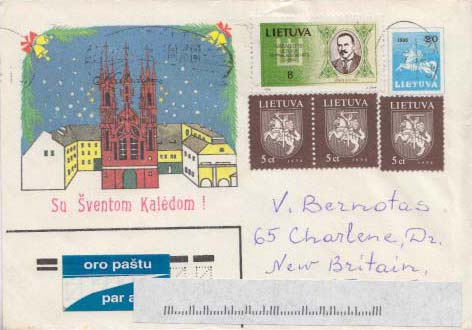 LIETUVA
B
1990 20
LIETUVA
LIETUVA
LIETUVA
5 ct
5 ct
5 ct
Su Šventom Kalėdom !
V. Bernotas
65 Charlene, Dr.
New Britain,
oro paštu
par a